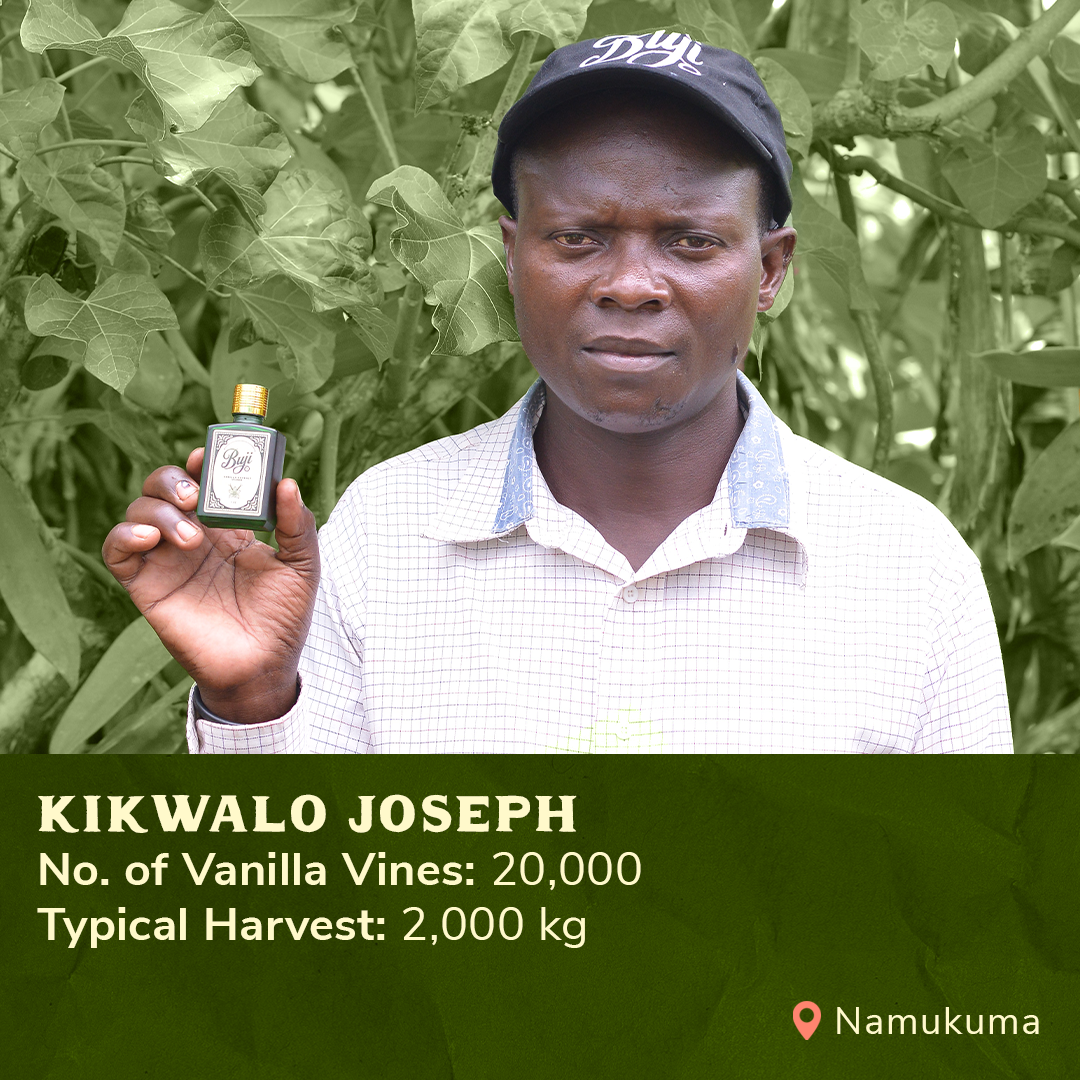 Buji
Buji
KIKWALO JOSEPH
No. of Vanilla Vines: 20,000
Typical Harvest: 2,000 kg
Namukuma